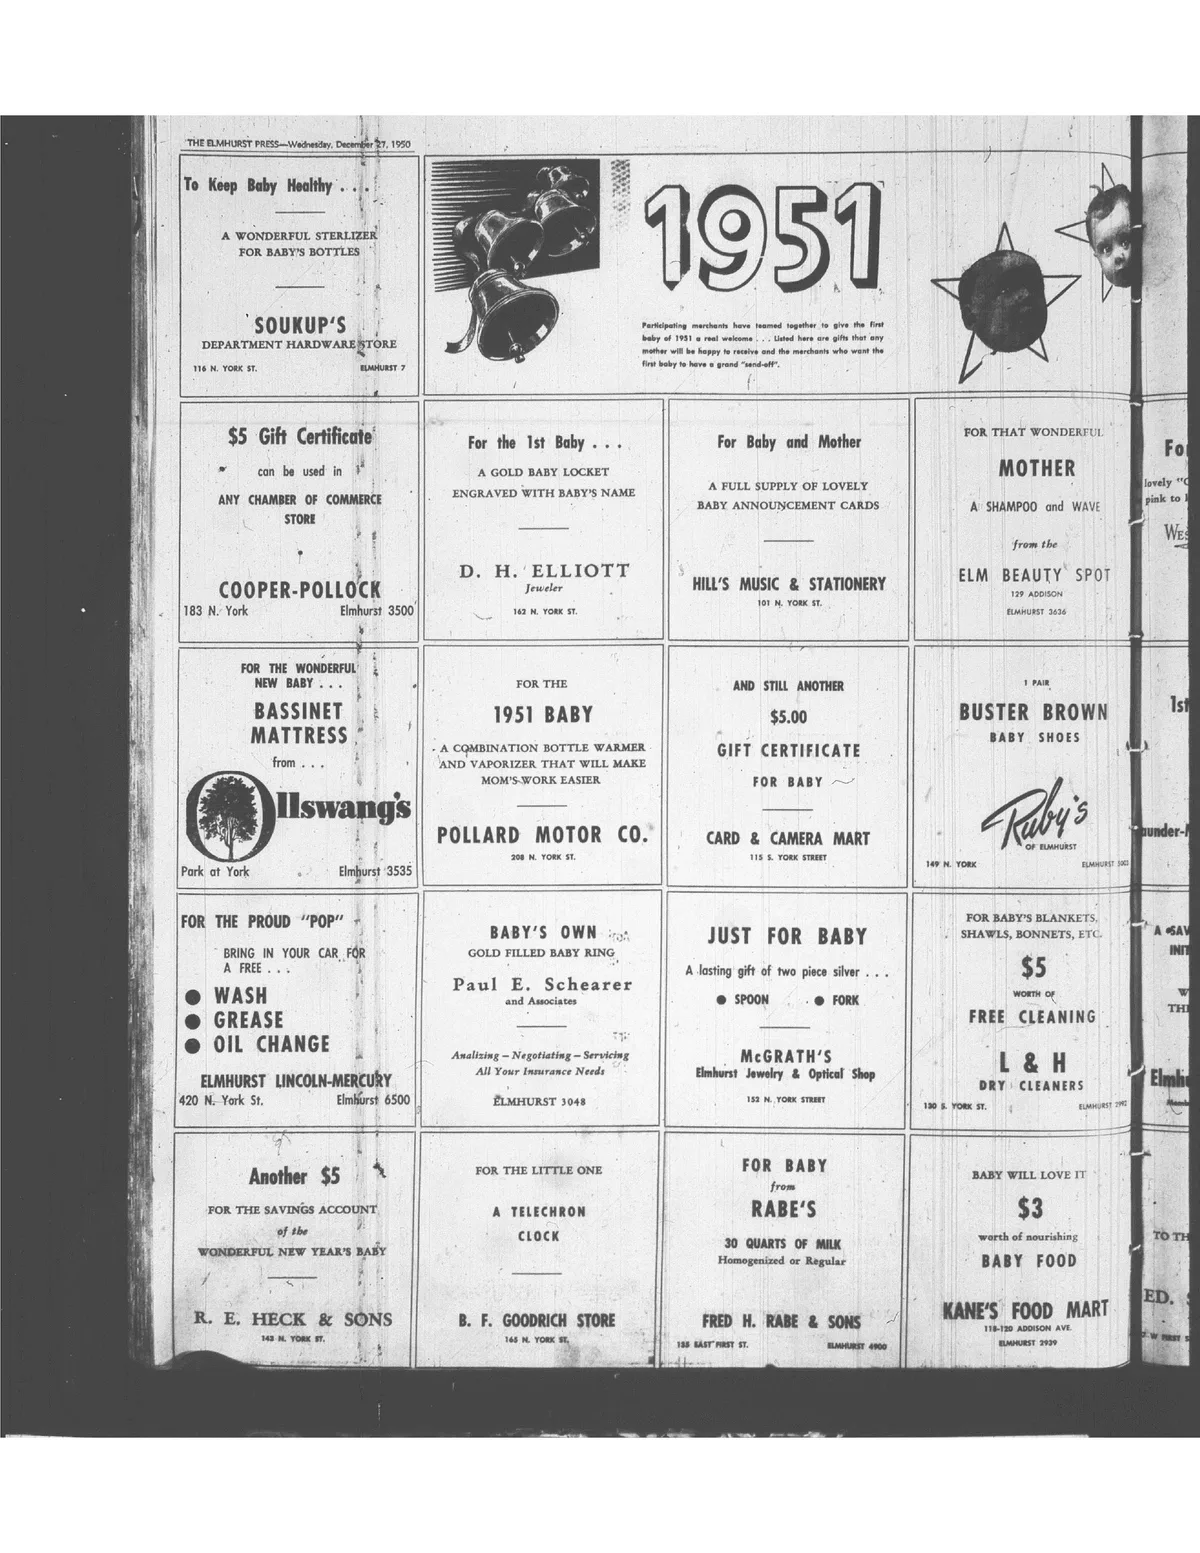 THE ELMHURST PRESS—Wednesday, December 27, 1950
To Keep Baby Healthy . . .
A WONDERFUL STERLIZER
FOR BABY'S BOTTLES
SOUKUP'S
DEPARTMENT HARDWARE STORE
116 N. YORK ST. ELMHURST 7
1951
Participating merchants have teamed together to give the first
baby of 1951 a real welcome . . . Listed here are gifts that any
mother will be happy to receive and the merchants who want the
first baby to have a grand "send-off".
$5 Gift Certificate
can be used in
ANY CHAMBER OF COMMERCE
STORE
COOPER-POLLOCK
183 N. York Elmhurst 3500
For the 1st Baby . . .
A GOLD BABY LOCKET
ENGRAVED WITH BABY'S NAME
D. H. ELLIOTT
Jeweler
162 N. YORK ST.
For Baby and Mother
A FULL SUPPLY OF LOVELY
BABY ANNOUNCEMENT CARDS
HILL'S MUSIC & STATIONERY
101 N. YORK ST.
FOR THAT WONDERFUL
MOTHER
A SHAMPOO and WAVE
from the
ELM BEAUTY SPOT
129 ADDISON
ELMHURST 3636
FOR THE WONDERFUL
NEW BABY . . .
BASSINET
MATTRESS
from . . .
Ollswang's
Park at York Elmhurst 3535
FOR THE
1951 BABY
A COMBINATION BOTTLE WARMER
AND VAPORIZER THAT WILL MAKE
MOM'S WORK EASIER
POLLARD MOTOR CO.
208 N. YORK ST.
AND STILL ANOTHER
$5.00
GIFT CERTIFICATE
FOR BABY
CARD & CAMERA MART
115 S. YORK STREET
1 PAIR
BUSTER BROWN
BABY SHOES
Ruby's
OF ELMHURST
149 N. YORK ELMHURST
FOR THE PROUD "POP"
BRING IN YOUR CAR FOR
A FREE . . .
● WASH
● GREASE
● OIL CHANGE
ELMHURST LINCOLN-MERCURY
420 N. York St. Elmhurst 6500
BABY'S OWN
GOLD FILLED BABY RING
Paul E. Schearer
and Associates
Analizing – Negotiating – Servicing
All Your Insurance Needs
ELMHURST 3048
JUST FOR BABY
A lasting gift of two piece silver . . .
● SPOON ● FORK
McGRATH'S
Elmhurst Jewelry & Optical Shop
152 N. YORK STREET
FOR BABY'S BLANKETS,
SHAWLS, BONNETS, ETC.
$5
WORTH OF
FREE CLEANING
L & H
DRY CLEANERS
130 S. YORK ST. ELMHURST
Another $5
FOR THE SAVINGS ACCOUNT
of the
WONDERFUL NEW YEAR'S BABY
R. E. HECK & SONS
143 N. YORK ST.
FOR THE LITTLE ONE
A TELECHRON
CLOCK
B. F. GOODRICH STORE
165 N. YORK ST.
FOR BABY
from
RABE'S
30 QUARTS OF MILK
Homogenized or Regular
FRED H. RABE & SONS
135 EAST FIRST ST. ELMHURST 4900
BABY WILL LOVE IT
$3
worth of nourishing
BABY FOOD
KANE'S FOOD MART
118-120 ADDISON AVE.
ELMHURST 2939
lovely
pink to
1st